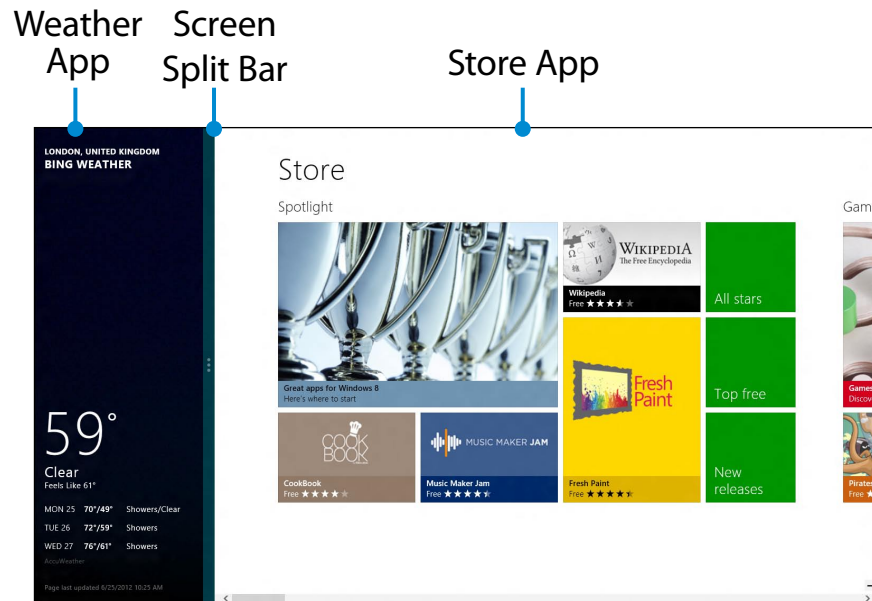 Weather App
Screen Split Bar
Store App
LONDON, UNITED KINGDOM
BING WEATHER
59°
Clear
Feels Like 61°
MON 25 70°/49° Showers/Clear
TUE 26 72°/59° Showers
WED 27 76°/61° Showers
AccuWeather
Page last updated 6/25/2012 10:25 AM
Store
Spotlight
Great apps for Windows 8
Here's where to start
WIKIPEDIA
The Free Encyclopedia
Wikipedia
Free
All stars
COOK
BOOK
CookBook
Free
MUSIC MAKER JAM
Music Maker Jam
Free
Fresh
Paint
Fresh Paint
Free
Top free
New
releases
Gam
Games
Discov
Pirates
Free